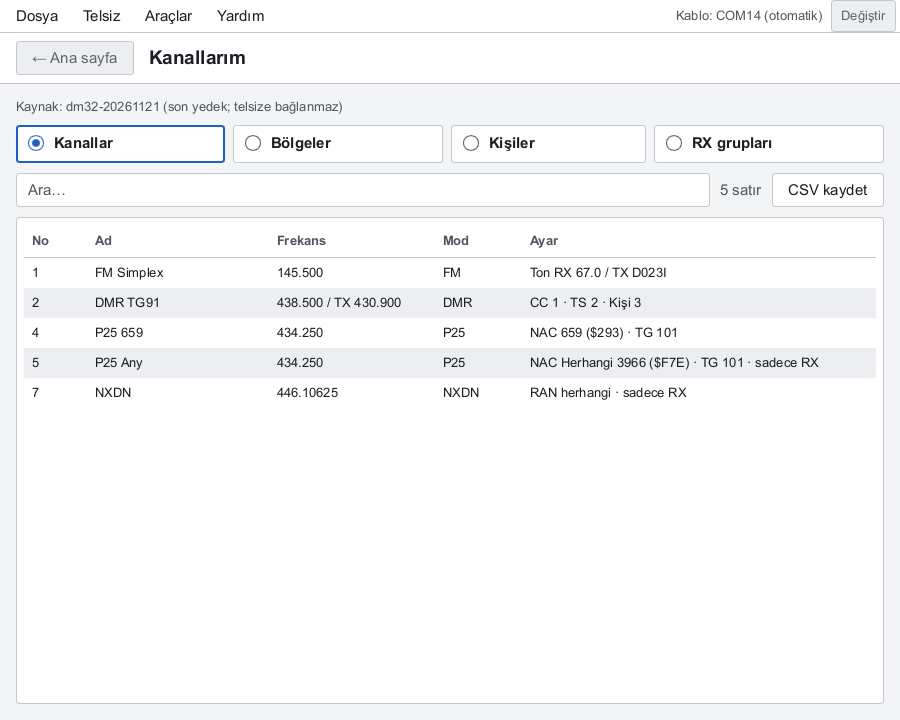 Dosya Telsiz Araçlar Yardım Kablo: COM14 (otomatik) Değiştir
← Ana sayfa Kanallarım
Kaynak: dm32-20261121 (son yedek; telsize bağlanmaz)
Kanallar Bölgeler Kişiler RX grupları
Ara... 5 satır CSV kaydet
No Ad Frekans Mod Ayar
1 FM Simplex 145.500 FM Ton RX 67.0 / TX D023I
2 DMR TG91 438.500 / TX 430.900 DMR CC 1 · TS 2 · Kişi 3
4 P25 659 434.250 P25 NAC 659 ($293) · TG 101
5 P25 Any 434.250 P25 NAC Herhangi 3966 ($F7E) · TG 101 · sadece RX
7 NXDN 446.10625 NXDN RAN herhangi · sadece RX